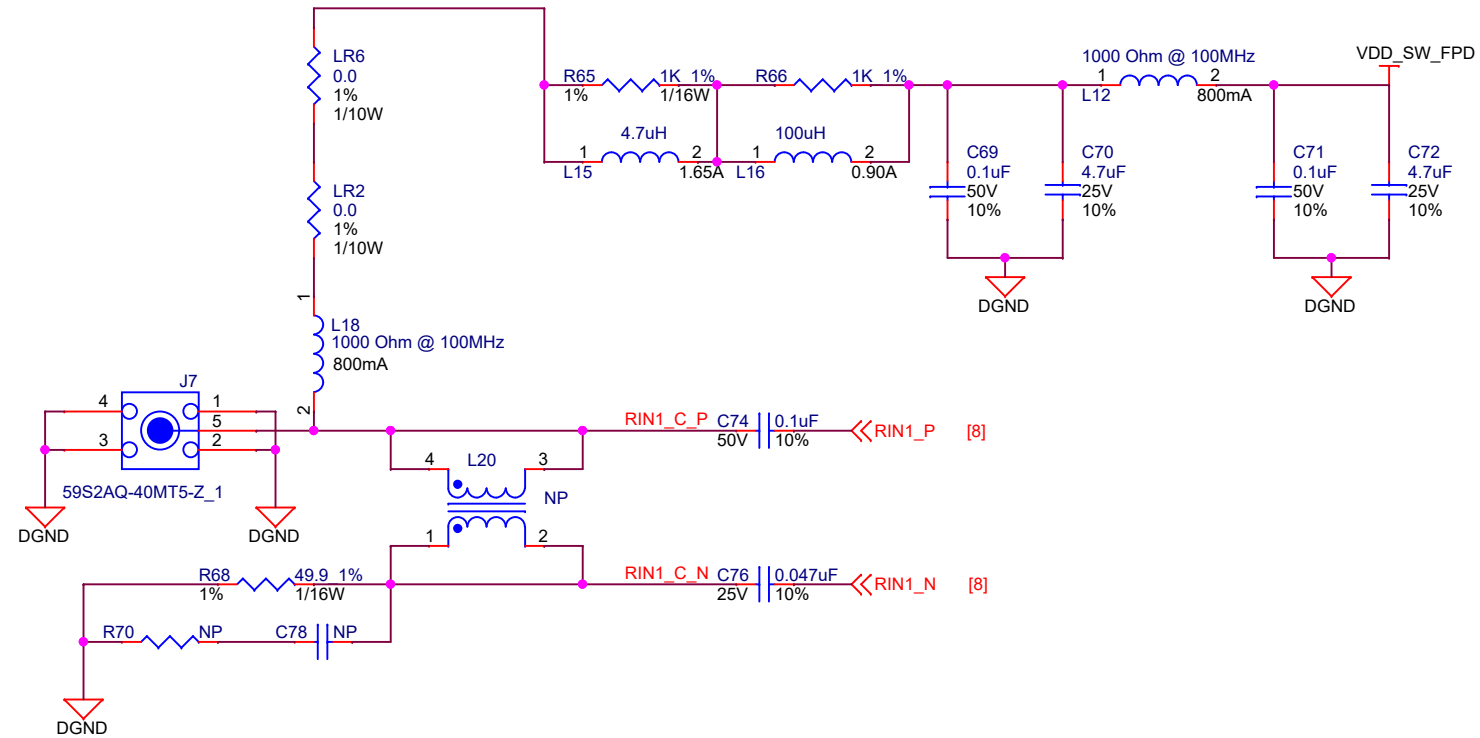 LR6
0.0
1%
1/10W
LR2
0.0
1%
1/10W
1
L18
1000 Ohm @ 100MHz
800mA
2
R65
1K 1%
1%
1/16W
R66
1K 1%
4.7uH
1
2
L15
1.65A
100uH
1
2
L16
0.90A
1000 Ohm @ 100MHz
1
2
L12
800mA
VDD_SW_FPD
C69
0.1uF
50V
10%
C70
4.7uF
25V
10%
C71
0.1uF
50V
10%
C72
4.7uF
25V
10%
DGND
DGND
J7
4
1
5
3
2
59S2AQ-40MT5-Z_1
DGND
DGND
RIN1_C_P
C74
0.1uF
50V
10%
RIN1_P
[8]
4
L20
3
NP
1
2
RIN1_C_N
C76
0.047uF
25V
10%
RIN1_N
[8]
R68
49.9 1%
1%
1/16W
R70
NP
C78
NP
DGND